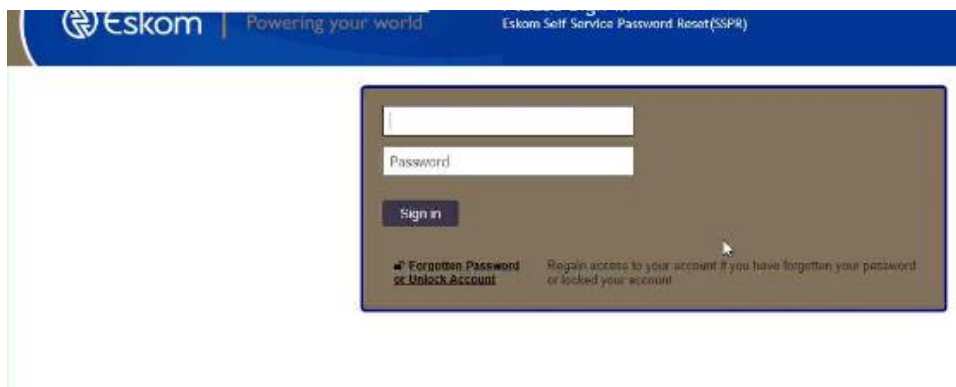 Eskom | Powering your world
Eskom Self Service Password Reset(SSPR)
Password
Sign in
Forgotten Password
or Unlock Account
Regain access to your account if you have forgotten your password
or locked your account